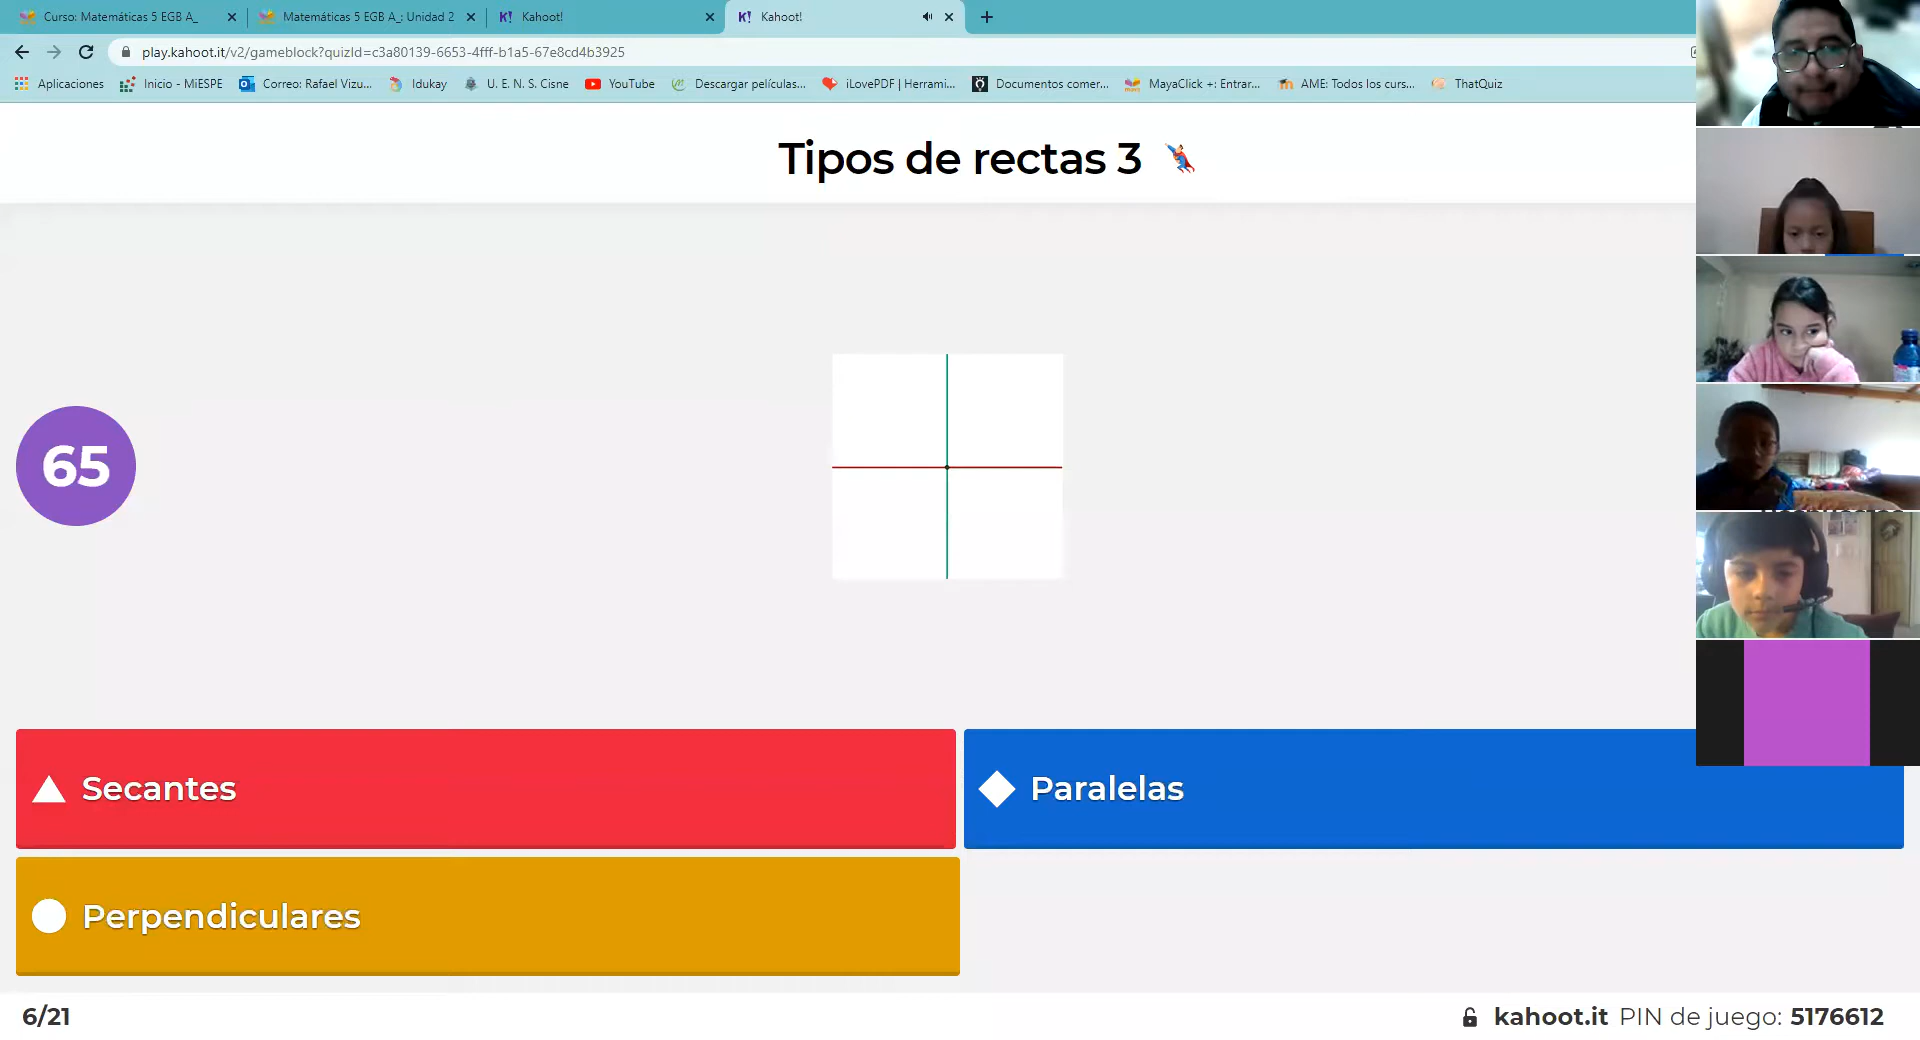 Curso: Matemáticas 5 EGB A_
Matemáticas 5 EGB A_: Unidad 2
K! Kahoot!
K! Kahoot!
play.kahoot.it/v2/gameblock?quizId=c3a80139-6653-4fff-b1a5-67e8cd4b3925
Aplicaciones
Inicio - MiESPE
Correo: Rafael Vizu...
Idukay
U. E. N. S. Cisne
YouTube
Descargar películas...
iLovePDF | Herrami...
Documentos comer...
MayaClick +: Entrar...
AME: Todos los curs...
ThatQuiz
Tipos de rectas 3
65
Secantes
Paralelas
Perpendiculares
6/21
kahoot.it PIN de juego: 5176612